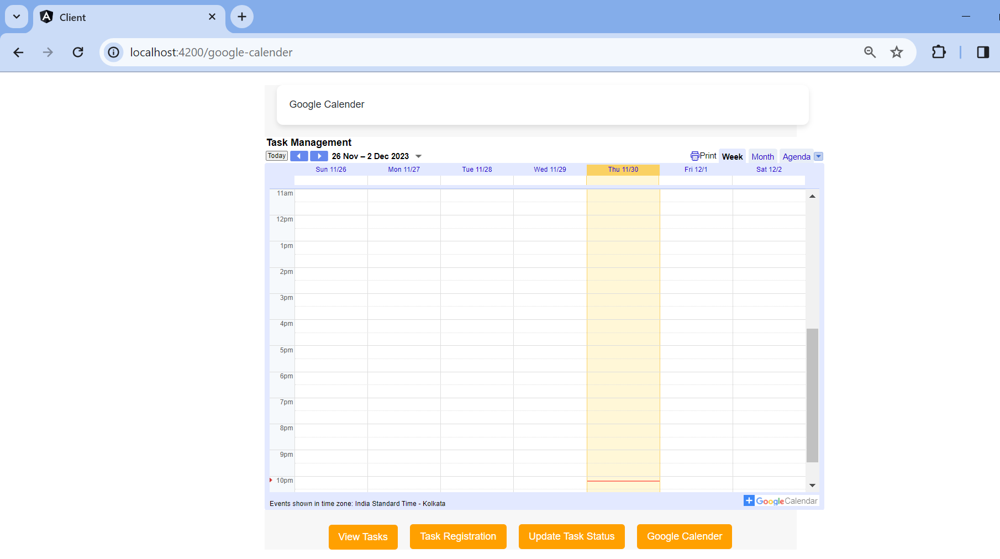 Client
localhost:4200/google-calender
Google Calender
Task Management
Today 26 Nov – 2 Dec 2023 Print Week Month Agenda
Sun 11/26 Mon 11/27 Tue 11/28 Wed 11/29 Thu 11/30 Fri 12/1 Sat 12/2
11am
12pm
1pm
2pm
3pm
4pm
5pm
6pm
7pm
8pm
9pm
10pm
Events shown in time zone: India Standard Time - Kolkata
Google Calendar
View Tasks Task Registration Update Task Status Google Calender